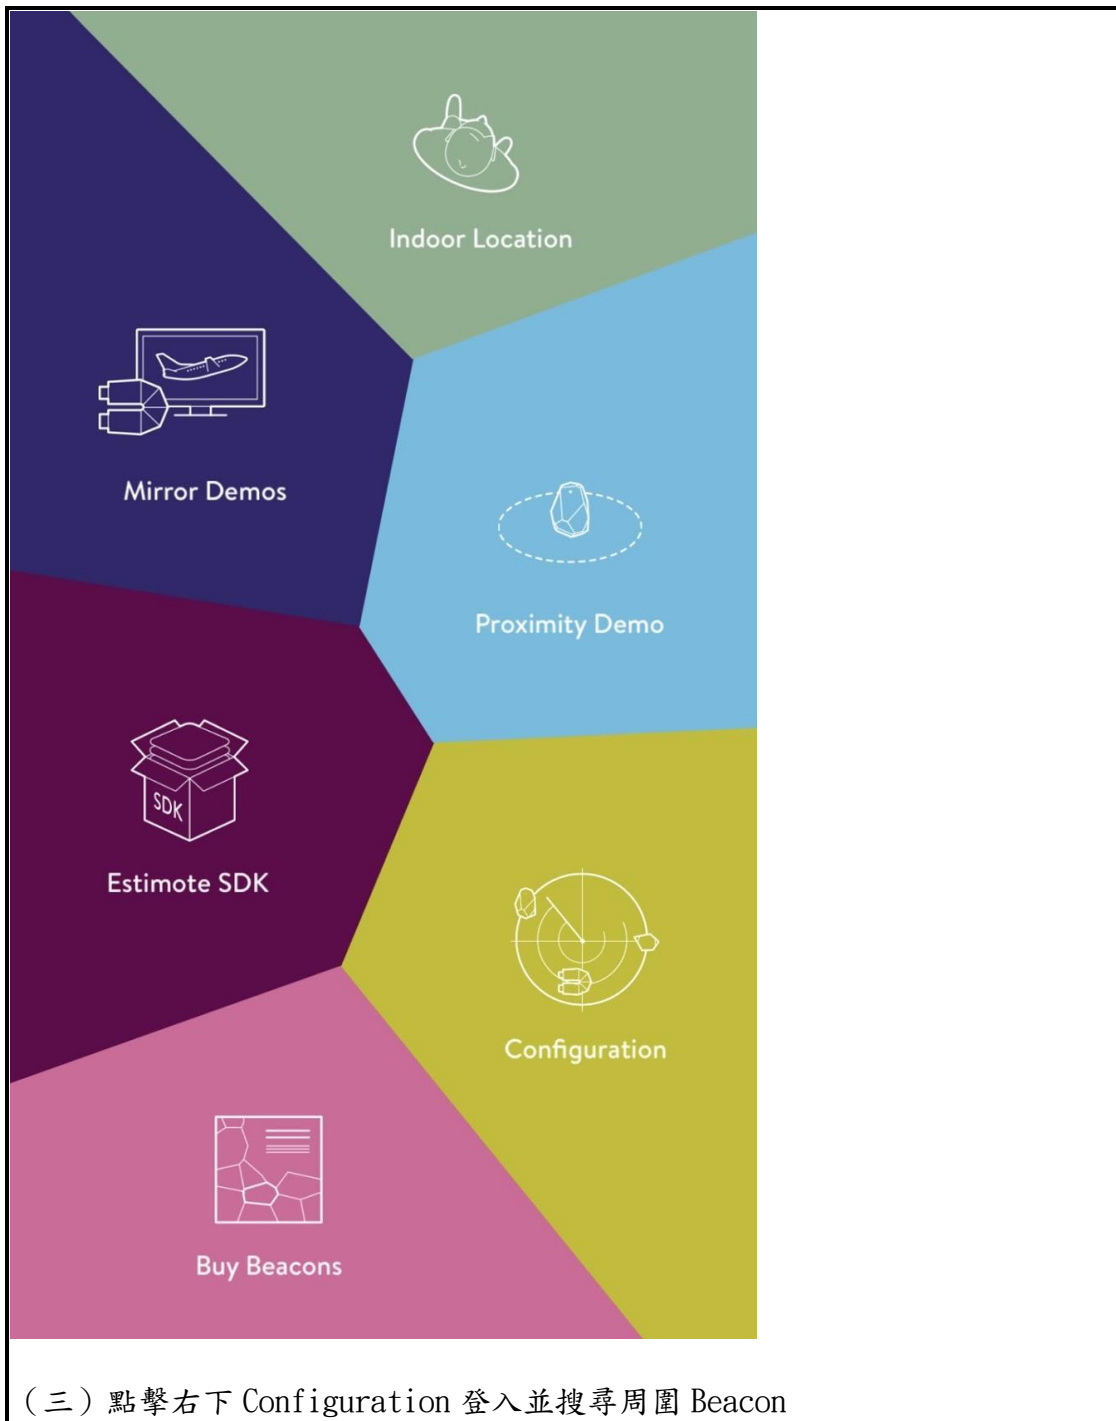 Indoor Location
Mirror Demos
Proximity Demo
SDK
Estimote SDK
Configuration
Buy Beacons
（三）點擊右下 Configuration 登入並搜尋周圍 Beacon